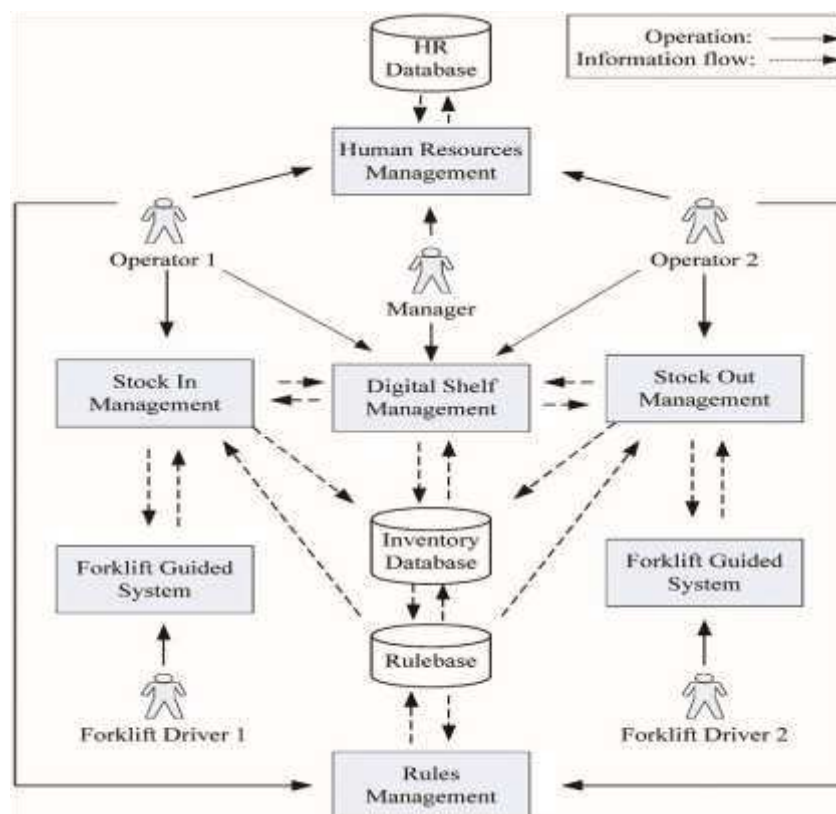 HR
Database
Operation:
Information flow:
Human Resources
Management
Operator 1
Manager
Operator 2
Stock In
Management
Digital Shelf
Management
Stock Out
Management
Inventory
Database
Forklift Guided
System
Forklift Guided
System
Rulebase
Forklift Driver 1
Forklift Driver 2
Rules
Management